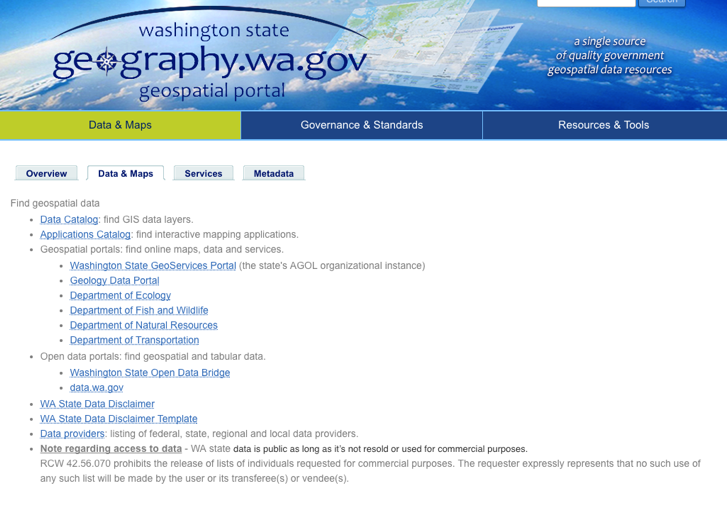 Search
washington state
geography.wa.gov
geospatial portal
a single source
of quality government
geospatial data resources
Data & Maps
Governance & Standards
Resources & Tools
Overview
Data & Maps
Services
Metadata
Find geospatial data
Data Catalog: find GIS data layers.
Applications Catalog: find interactive mapping applications.
Geospatial portals: find online maps, data and services.
Washington State GeoServices Portal (the state's AGOL organizational instance)
Geology Data Portal
Department of Ecology
Department of Fish and Wildlife
Department of Natural Resources
Department of Transportation
Open data portals: find geospatial and tabular data.
Washington State Open Data Bridge
data.wa.gov
WA State Data Disclaimer
WA State Data Disclaimer Template
Data providers: listing of federal, state, regional and local data providers.
Note regarding access to data - WA state data is public as long as it's not resold or used for commercial purposes.
RCW 42.56.070 prohibits the release of lists of individuals requested for commercial purposes. The requester expressly represents that no such use of
any such list will be made by the user or its transferee(s) or vendee(s).